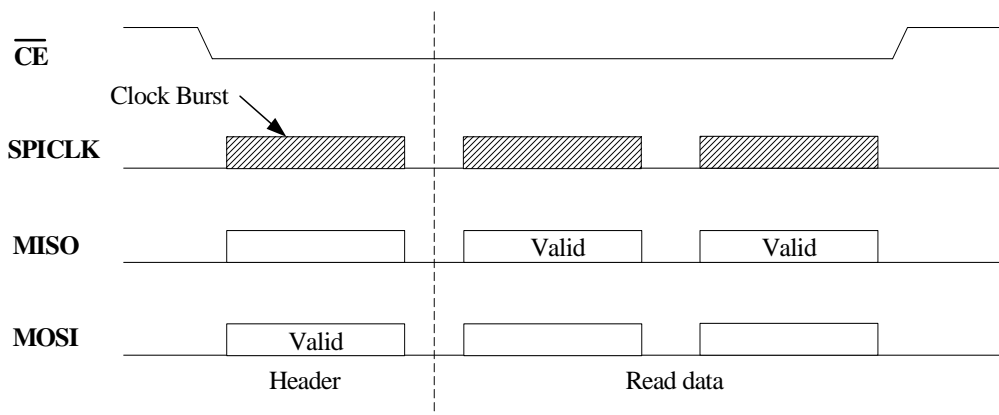 CE
Clock Burst
SPICLK
MISO
Valid
Valid
MOSI
Valid
Header
Read data